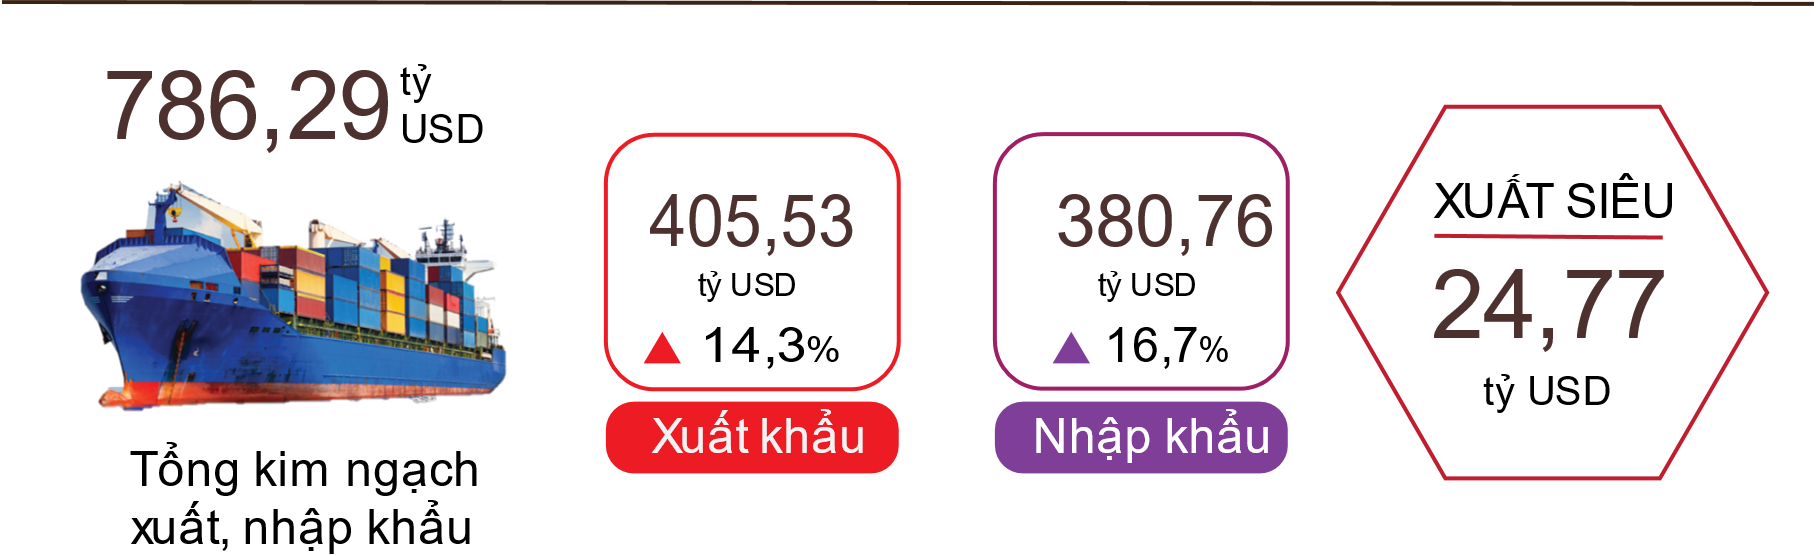 786,29 tỷ
USD
Tổng kim ngạch
xuất, nhập khẩu
405,53
tỷ USD
14,3%
Xuất khẩu
380,76
tỷ USD
16,7%
Nhập khẩu
XUẤT SIÊU
24,77
tỷ USD